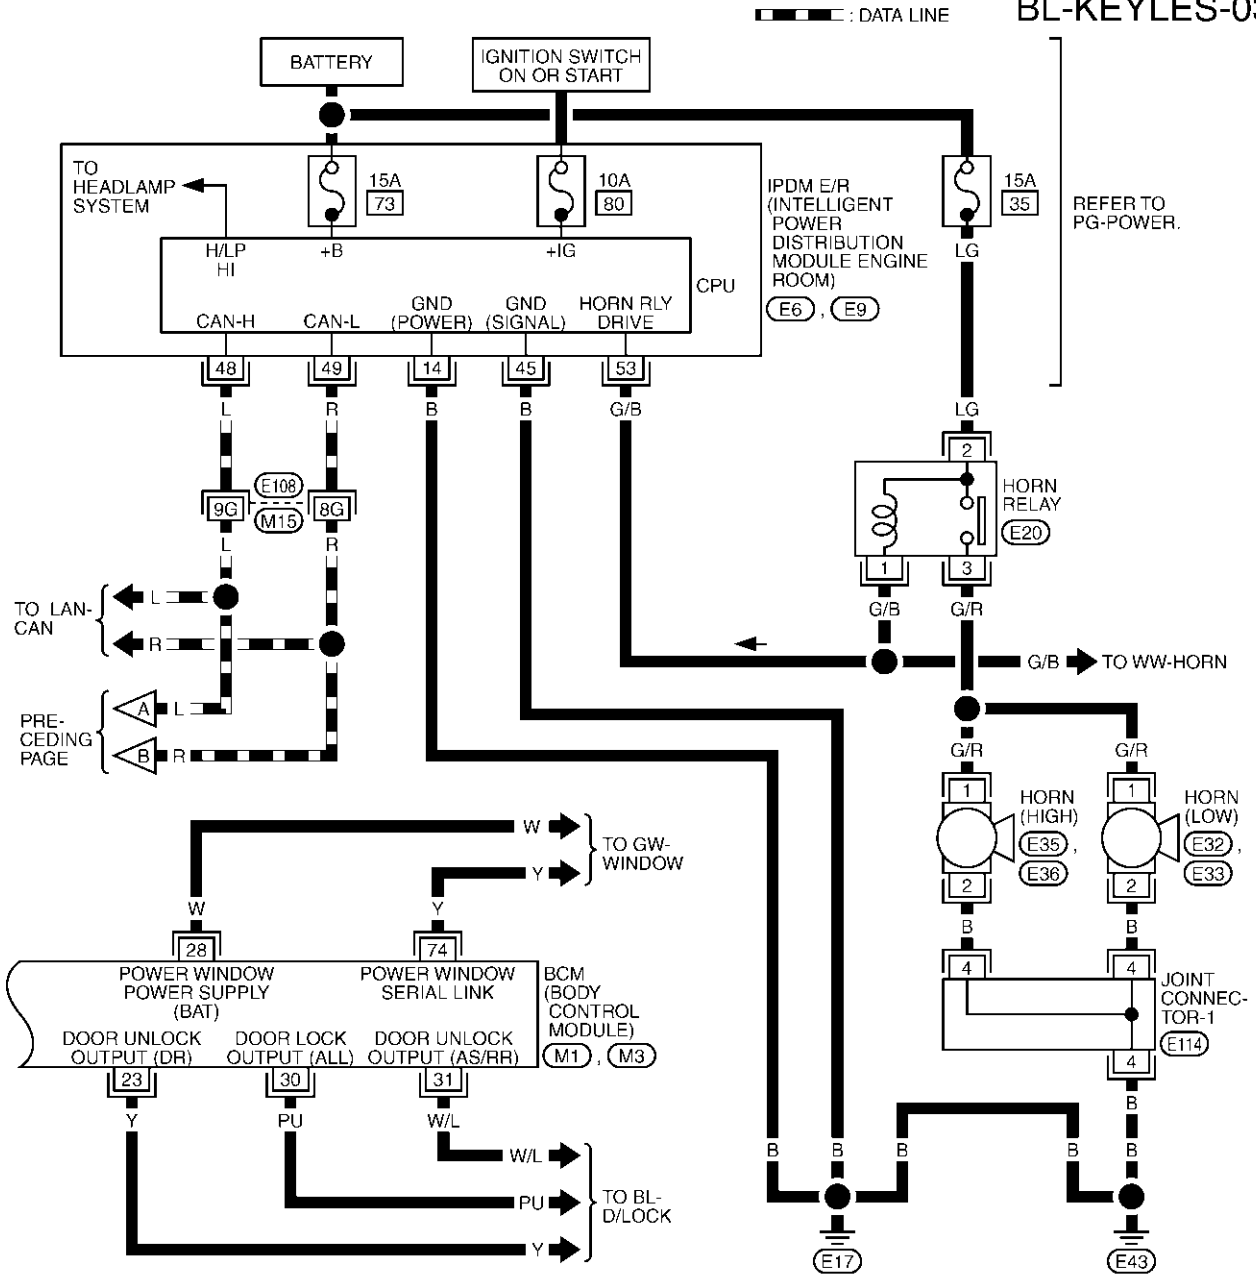 : DATA LINE
BL-KEYLES-03
BATTERY
IGNITION SWITCH
ON OR START
TO
HEADLAMP
SYSTEM
15A
73
10A
80
15A
35
IPDM E/R
(INTELLIGENT
POWER
DISTRIBUTION
MODULE ENGINE
ROOM)
E6 , E9
REFER TO
PG-POWER.
H/LP
HI
+B
+IG
CPU
LG
CAN-H
CAN-L
GND
(POWER)
GND
(SIGNAL)
HORN RLY
DRIVE
48
49
14
45
53
L
R
B
B
G/B
LG
2
HORN
RELAY
E20
E108
9G
8G
M15
L
R
1
3
G/B
G/R
TO LAN-
CAN
L
R
G/B
TO WW-HORN
PRE-
CEDING
PAGE
A
L
B
R
G/R
G/R
1
1
HORN
(HIGH)
E35 ,
E36
HORN
(LOW)
E32 ,
E33
2
2
B
B
W
TO GW-
WINDOW
Y
W
Y
28
74
POWER WINDOW
POWER SUPPLY
(BAT)
POWER WINDOW
SERIAL LINK
BCM
(BODY
CONTROL
MODULE)
M1 , M3
DOOR UNLOCK
OUTPUT (DR)
DOOR LOCK
OUTPUT (ALL)
DOOR UNLOCK
OUTPUT (AS/RR)
4
4
JOINT
CONNEC-
TOR-1
E114
4
23
30
31
Y
PU
W/L
B
W/L
PU
Y
TO BL-
D/LOCK
B
B
B
B
B
E17
E43